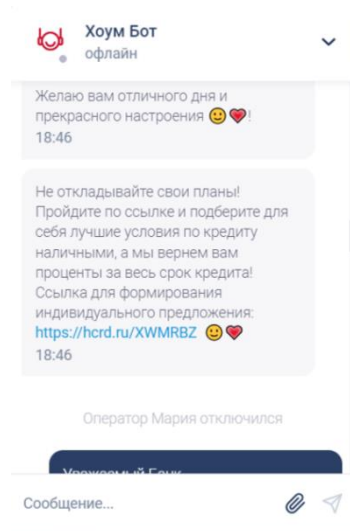 Хоум Бот
офлайн
Желаю вам отличного дня и
прекрасного настроения 🙂❤!
18:46
Не откладывайте свои планы!
Пройдите по ссылке и подберите для
себя лучшие условия по кредиту
наличными, а мы вернем вам
проценты за весь срок кредита!
Ссылка для формирования
индивидуального предложения:
https://hcrd.ru/XWMRBZ 🙂❤
18:46
Оператор Мария отключился
Уважаемый Банк
Сообщение...